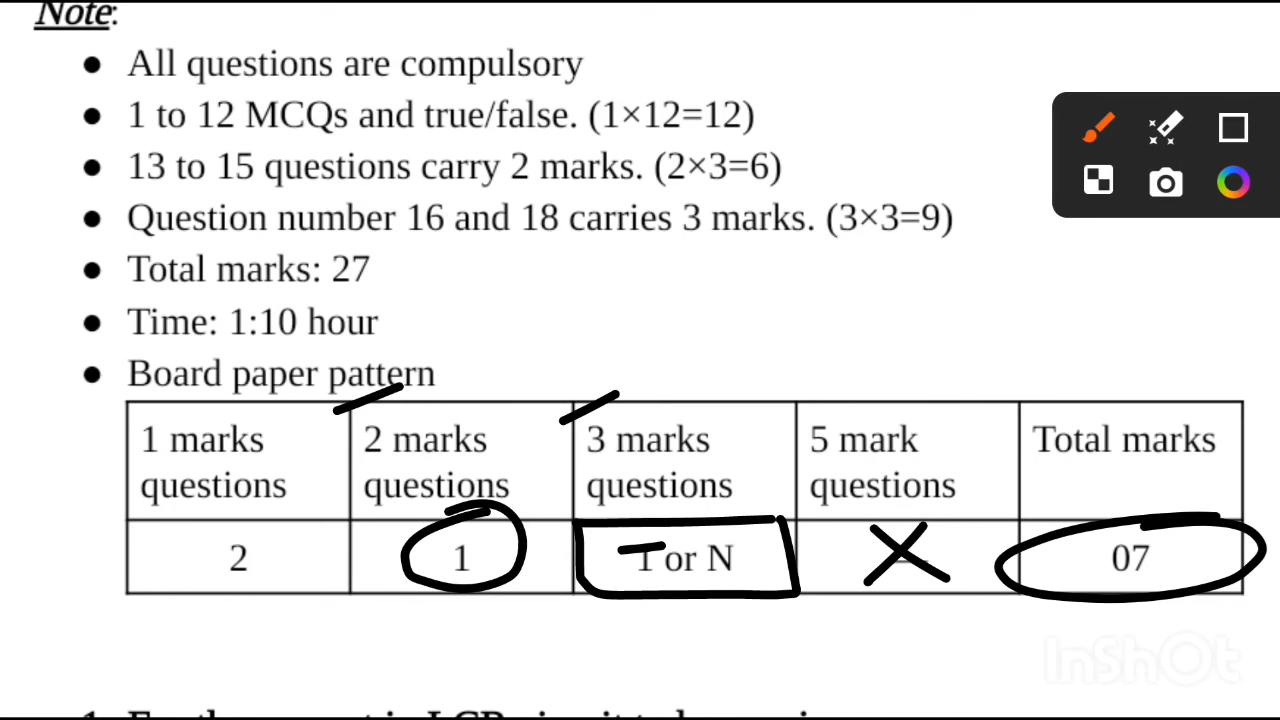 Note:
● All questions are compulsory
● 1 to 12 MCQs and true/false. (1×12=12)
● 13 to 15 questions carry 2 marks. (2×3=6)
● Question number 16 and 18 carries 3 marks. (3×3=9)
● Total marks: 27
● Time: 1:10 hour
● Board paper pattern
1 marks questions 2 marks questions 3 marks questions 5 mark questions Total marks
2 1 1 or N 07
InShOt